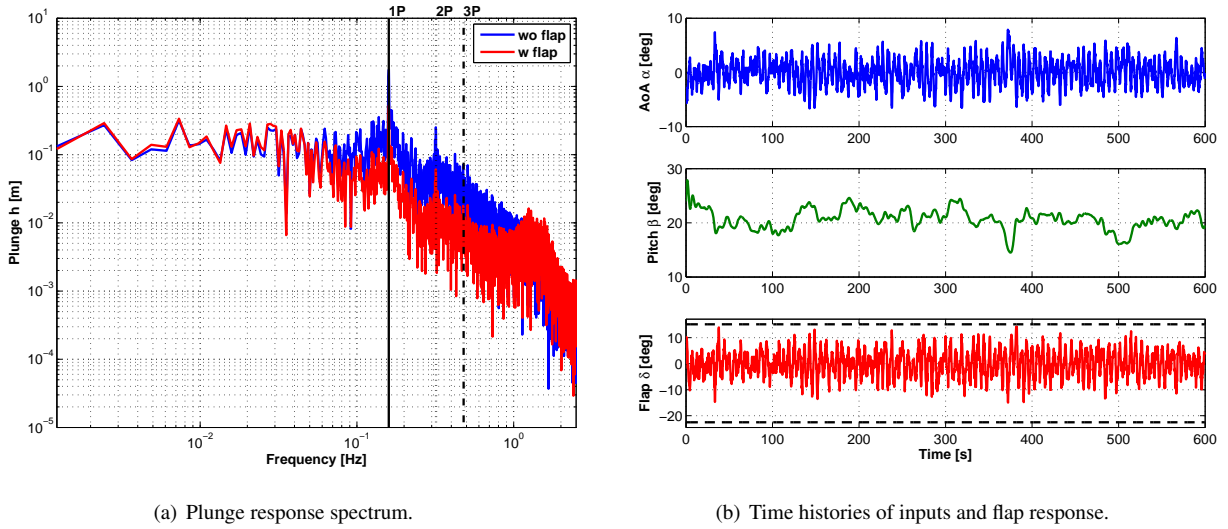 1P 2P 3P
10^1
10^0
10^-1
10^-2
10^-3
10^-4
10^-5
Plunge h [m]
wo flap
w flap
10^-2 10^-1 10^0
Frequency [Hz]
(a) Plunge response spectrum.
AoA α [deg]
10
0
−10
0 100 200 300 400 500 600
Pitch β [deg]
30
20
10
0 100 200 300 400 500 600
Flap δ [deg]
10
0
−10
−20
0 100 200 300 400 500 600
Time [s]
(b) Time histories of inputs and flap response.